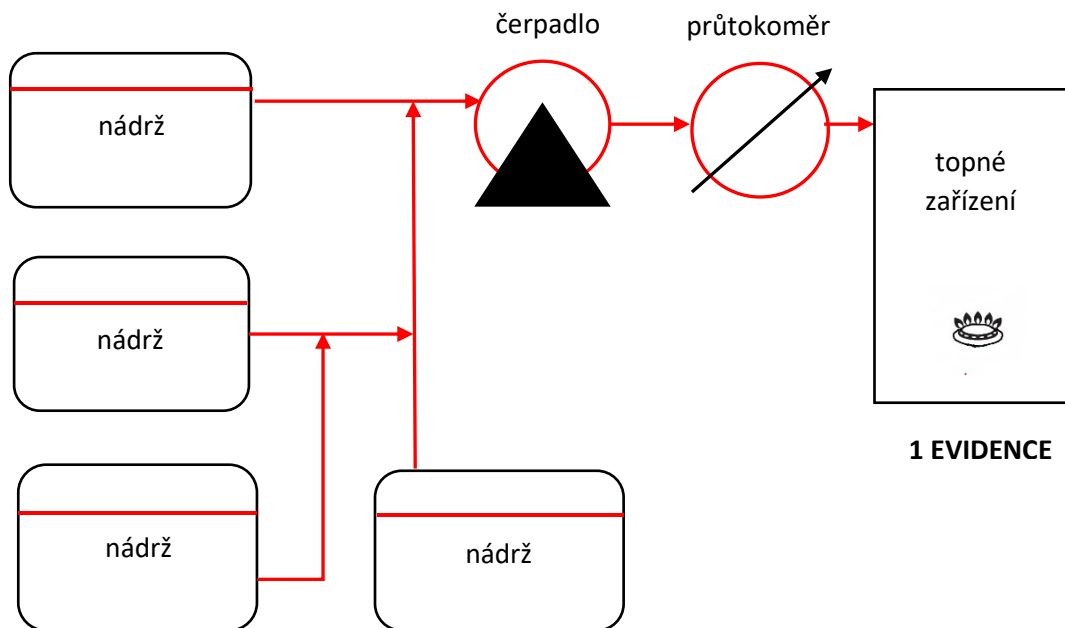 čerpadlo
průtokoměr
nádrž
topné
zařízení
nádrž
1 EVIDENCE
nádrž
nádrž